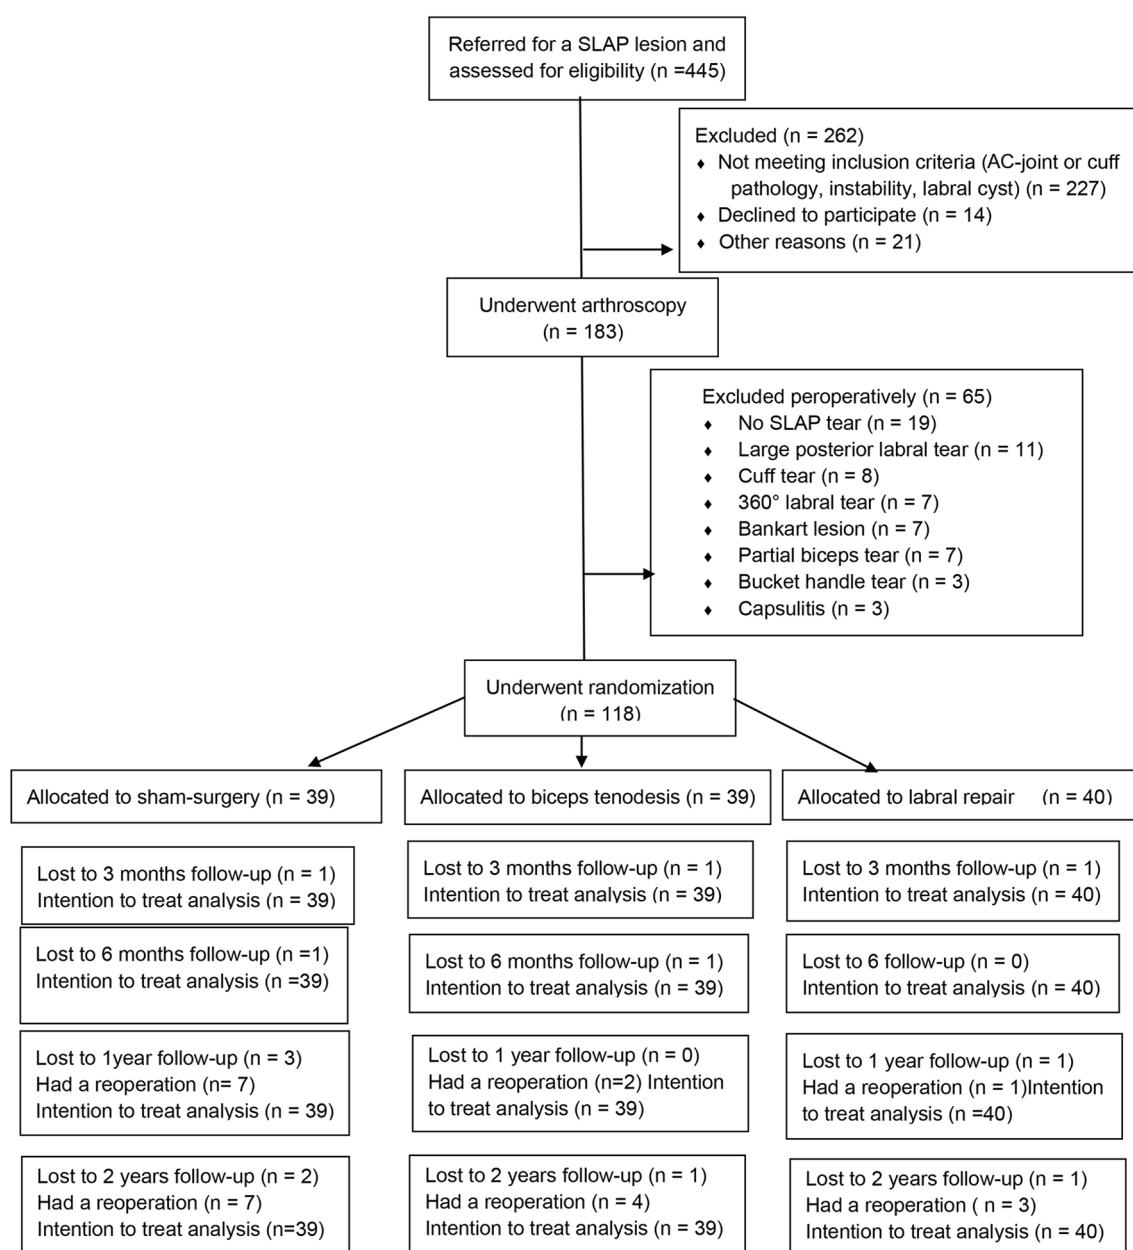 Referred for a SLAP lesion and
assessed for eligibility (n =445)
Excluded (n = 262)
♦ Not meeting inclusion criteria (AC-joint or cuff
pathology, instability, labral cyst) (n = 227)
♦ Declined to participate (n = 14)
♦ Other reasons (n = 21)
Underwent arthroscopy
(n = 183)
Excluded peroperatively (n = 65)
♦ No SLAP tear (n = 19)
♦ Large posterior labral tear (n = 11)
♦ Cuff tear (n = 8)
♦ 360° labral tear (n = 7)
♦ Bankart lesion (n = 7)
♦ Partial biceps tear (n = 7)
♦ Bucket handle tear (n = 3)
♦ Capsulitis (n = 3)
Underwent randomization
(n = 118)
Allocated to sham-surgery (n = 39)
Allocated to biceps tenodesis (n = 39)
Allocated to labral repair (n = 40)
Lost to 3 months follow-up (n = 1)
Intention to treat analysis (n = 39)
Lost to 3 months follow-up (n = 1)
Intention to treat analysis (n = 39)
Lost to 3 months follow-up (n = 1)
Intention to treat analysis (n = 40)
Lost to 6 months follow-up (n =1)
Intention to treat analysis (n =39)
Lost to 6 months follow-up (n = 1)
Intention to treat analysis (n = 39)
Lost to 6 follow-up (n = 0)
Intention to treat analysis (n = 40)
Lost to 1year follow-up (n = 3)
Had a reoperation (n= 7)
Intention to treat analysis (n = 39)
Lost to 1 year follow-up (n = 0)
Had a reoperation (n=2) Intention
to treat analysis (n = 39)
Lost to 1 year follow-up (n = 1)
Had a reoperation (n = 1)Intention
to treat analysis (n =40)
Lost to 2 years follow-up (n = 2)
Had a reoperation (n = 7)
Intention to treat analysis (n=39)
Lost to 2 years follow-up (n = 1)
Had a reoperation (n = 4)
Intention to treat analysis (n = 39)
Lost to 2 years follow-up (n = 1)
Had a reoperation ( n = 3)
Intention to treat analysis (n = 40)